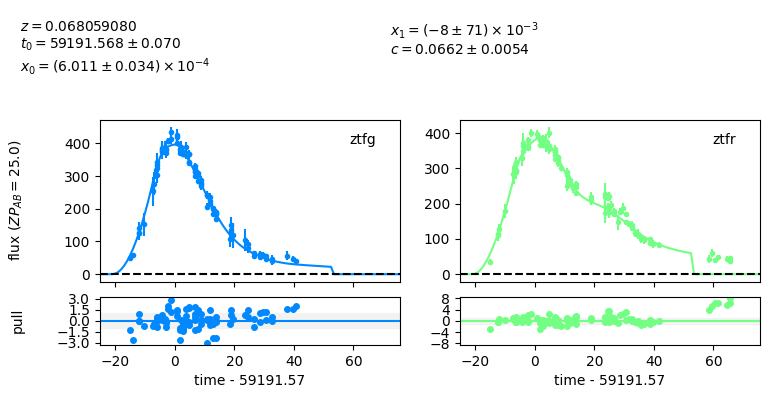 z = 0.068059080
t₀ = 59191.568 ± 0.070
x₀ = (6.011 ± 0.034) × 10⁻⁴
x₁ = (−8 ± 71) × 10⁻³
c = 0.0662 ± 0.0054
flux (ZP_AB = 25.0)
ztfg
400
300
200
100
0
ztfr
400
300
200
100
0
pull
3.0
1.5
0.0
−1.5
−3.0
8
4
0
−4
−8
−20 0 20 40 60
−20 0 20 40 60
time - 59191.57
time - 59191.57